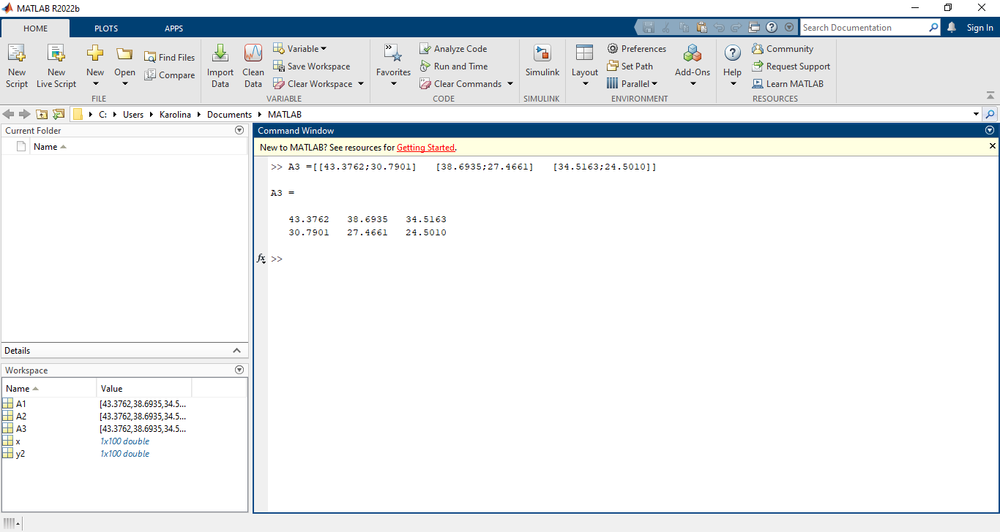 MATLAB R2022b
HOME PLOTS APPS
Search Documentation
Sign In
New Script
New Live Script
New
Open
Find Files
Compare
FILE
Import Data
Clean Data
Variable
Save Workspace
Clear Workspace
VARIABLE
Favorites
Analyze Code
Run and Time
Clear Commands
CODE
Simulink
SIMULINK
Layout
Preferences
Set Path
Parallel
Add-Ons
ENVIRONMENT
Help
Community
Request Support
Learn MATLAB
RESOURCES
C: Users Karolina Documents MATLAB
Current Folder
Name
Details
Workspace
Name Value
A1 [43.3762,38.6935,34.5...
A2 [43.3762,38.6935,34.5...
A3 [43.3762,38.6935,34.5...
x 1x100 double
y2 1x100 double
Command Window
New to MATLAB? See resources for Getting Started.
>> A3 =[[43.3762;30.7901] [38.6935;27.4661] [34.5163;24.5010]]
A3 =
43.3762 38.6935 34.5163
30.7901 27.4661 24.5010
fx >>